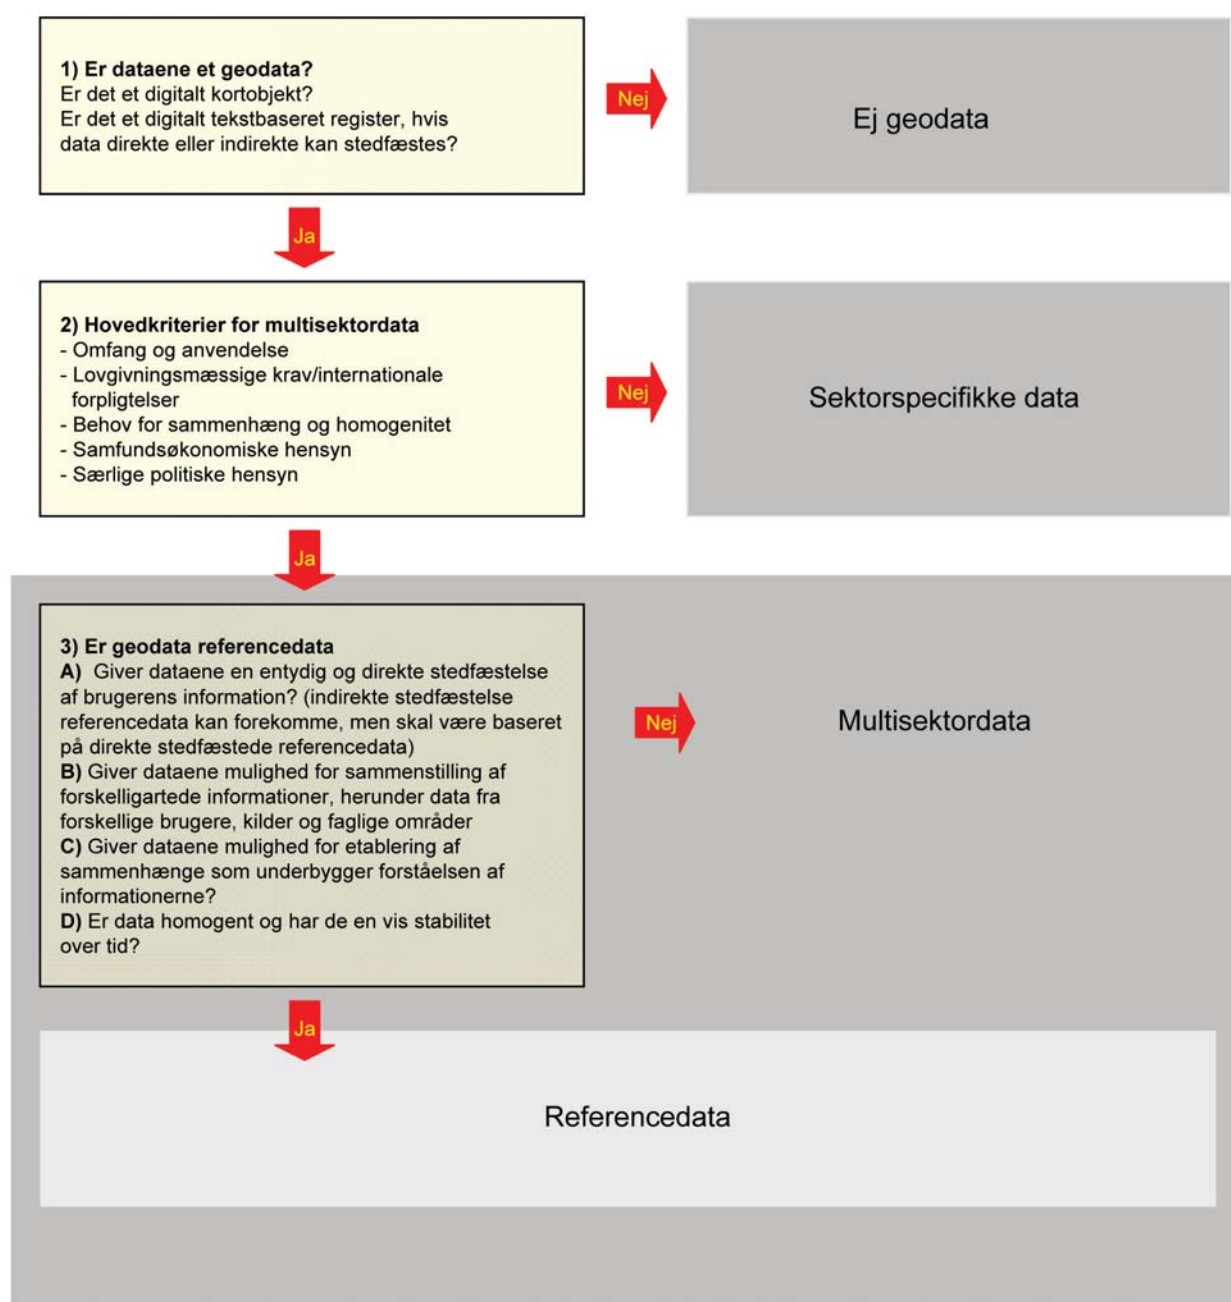 1) Er dataene et geodata?
Er det et digitalt kortobjekt?
Er det et digitalt tekstbaseret register, hvis
data direkte eller indirekte kan stedfæstes?
Nej
Ej geodata
Ja
2) Hovedkriterier for multisektordata
- Omfang og anvendelse
- Lovgivningsmæssige krav/internationale
forpligtelser
- Behov for sammenhæng og homogenitet
- Samfundsøkonomiske hensyn
- Særlige politiske hensyn
Nej
Sektorspecifikke data
Ja
3) Er geodata referencedata
A) Giver dataene en entydig og direkte stedfæstelse
af brugerens information? (indirekte stedfæstelse
referencedata kan forekomme, men skal være baseret
på direkte stedfæstede referencedata)
B) Giver dataene mulighed for sammenstilling af
forskelligartede informationer, herunder data fra
forskellige brugere, kilder og faglige områder
C) Giver dataene mulighed for etablering af
sammenhænge som underbygger forståelsen af
informationerne?
D) Er data homogent og har de en vis stabilitet
over tid?
Nej
Multisektordata
Ja
Referencedata